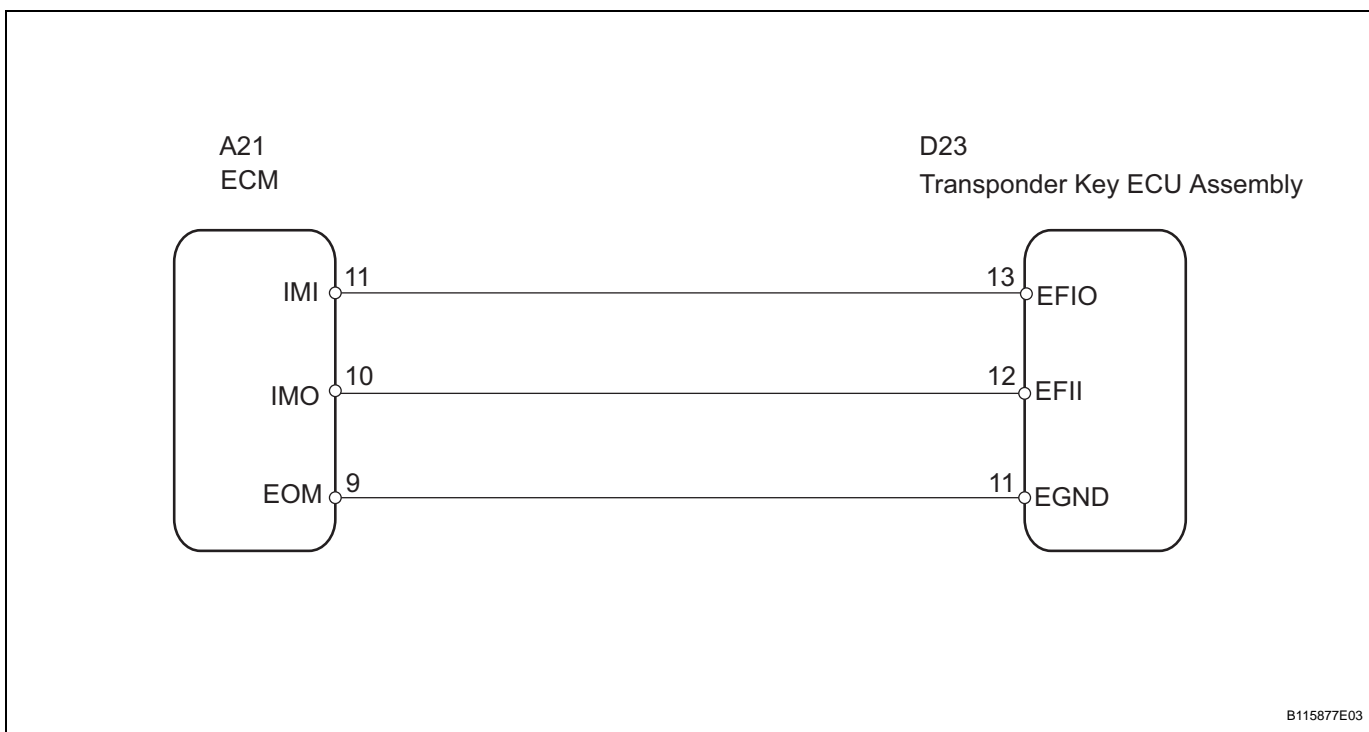 A21
ECM
D23
Transponder Key ECU Assembly
IMI 11 13 EFIO
IMO 10 12 EFII
EOM 9 11 EGND
B115877E03